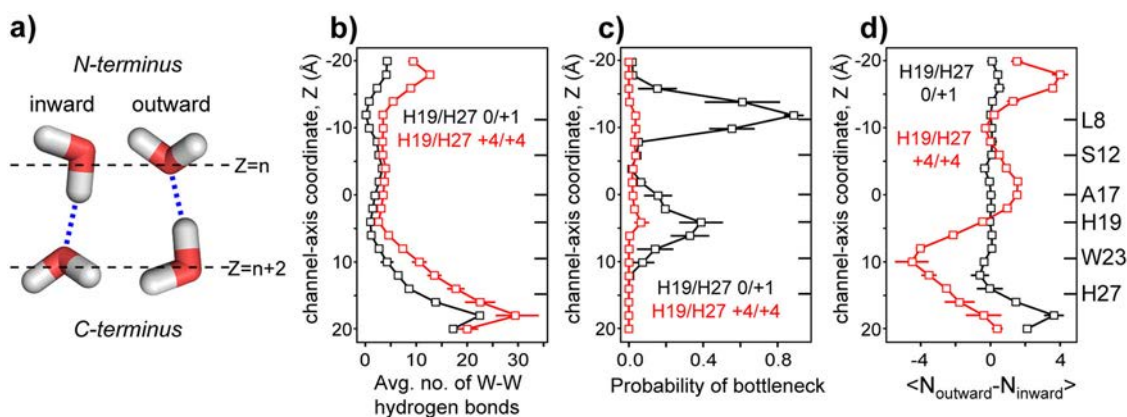 a)
N-terminus
inward outward
Z=n
Z=n+2
C-terminus
b)
channel-axis coordinate, Z (Å)
-20
-10
0
10
20
H19/H27 0/+1
H19/H27 +4/+4
0 10 20 30
Avg. no. of W-W
hydrogen bonds
c)
channel-axis coordinate, Z (Å)
-20
-10
0
10
20
H19/H27 0/+1
H19/H27 +4/+4
0.0 0.4 0.8
Probability of bottleneck
d)
channel-axis coordinate, Z (Å)
-20
-10
0
10
20
H19/H27
0/+1
H19/H27
+4/+4
L8
S12
A17
H19
W23
H27
-4 0 4
<Noutward-Ninward>